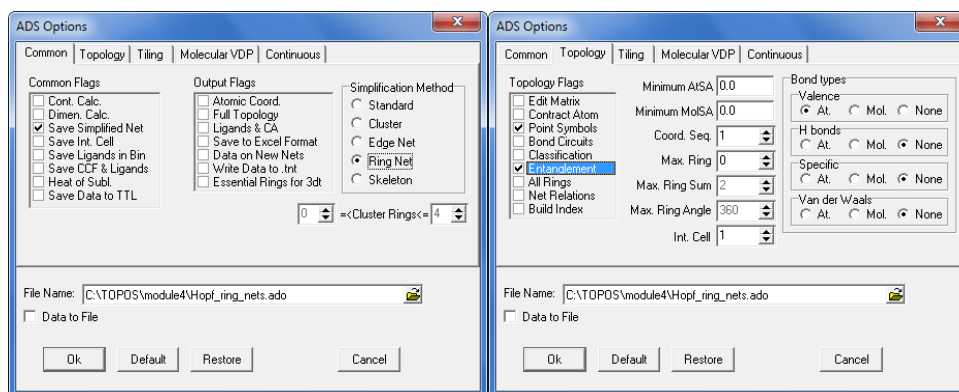 ADS Options
x
Common
Topology
Tiling
Molecular VDP
Continuous
Common Flags
Cont. Calc.
Dimen. Calc.
Save Simplified Net
Save Int. Cell
Save Ligands in Bin
Save CCF & Ligands
Heat of Subl.
Save Data to TTL
Output Flags
Atomic Coord.
Full Topology
Ligands & CA
Save to Excel Format
Data on New Nets
Write Data to .tnt
Essential Rings for 3dt
Simplification Method
Standard
Cluster
Edge Net
Ring Net
Skeleton
0 =<Cluster Rings<= 4
File Name: C:\TOPOS\module4\Hopf_ring_nets.ado
Data to File
Ok
Default
Restore
Cancel
ADS Options
x
Common
Topology
Tiling
Molecular VDP
Continuous
Topology Flags
Edit Matrix
Contract Atom
Point Symbols
Bond Circuits
Classification
Entanglement
All Rings
Net Relations
Build Index
Minimum AtSA 0.0
Minimum MolSA 0.0
Coord. Seq. 1
Max. Ring 0
Max. Ring Sum 2
Max. Ring Angle 360
Int. Cell 1
Bond types
Valence
At. Mol. None
H bonds
At. Mol. None
Specific
At. Mol. None
Van der Waals
At. Mol. None
File Name: C:\TOPOS\module4\Hopf_ring_nets.ado
Data to File
Ok
Default
Restore
Cancel